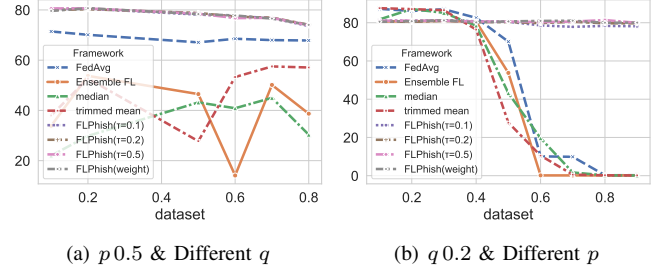 80
60
40
20
Framework
FedAvg
Ensemble FL
median
trimmed mean
FLPhish(τ=0.1)
FLPhish(τ=0.2)
FLPhish(τ=0.5)
FLPhish(weight)
0.2 0.4 0.6 0.8
dataset
(a) p 0.5 & Different q
80
60
40
20
0
Framework
FedAvg
Ensemble FL
median
trimmed mean
FLPhish(τ=0.1)
FLPhish(τ=0.2)
FLPhish(τ=0.5)
FLPhish(weight)
0.2 0.4 0.6 0.8
dataset
(b) q 0.2 & Different p